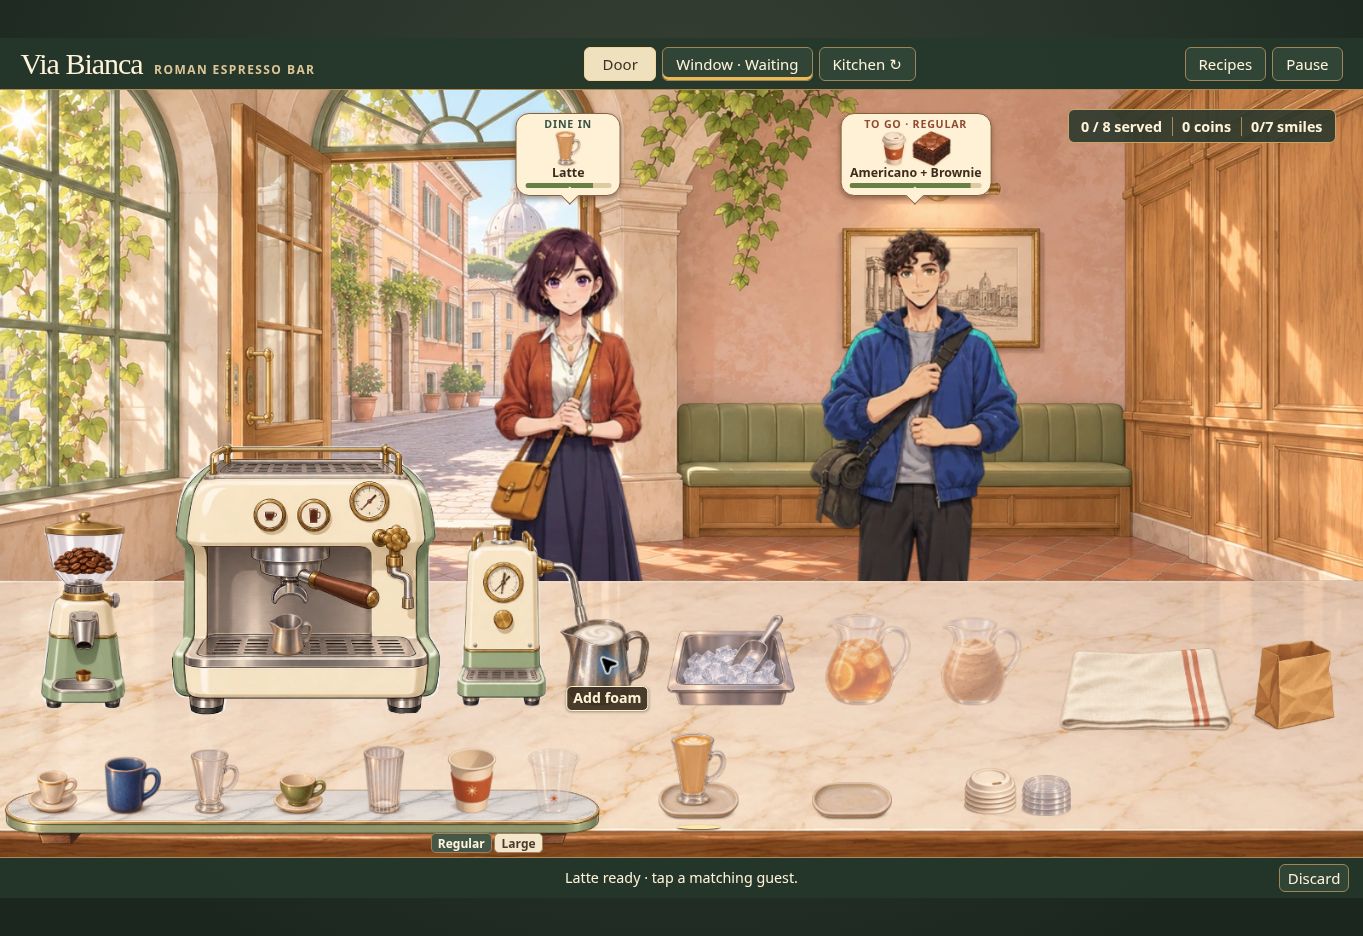 Via Bianca ROMAN ESPRESSO BAR
Door
Window · Waiting
Kitchen ↻
Recipes
Pause
0 / 8 served
0 coins
0/7 smiles
DINE IN
Latte
TO GO · REGULAR
Americano + Brownie
Add foam
Regular
Large
Latte ready · tap a matching guest.
Discard